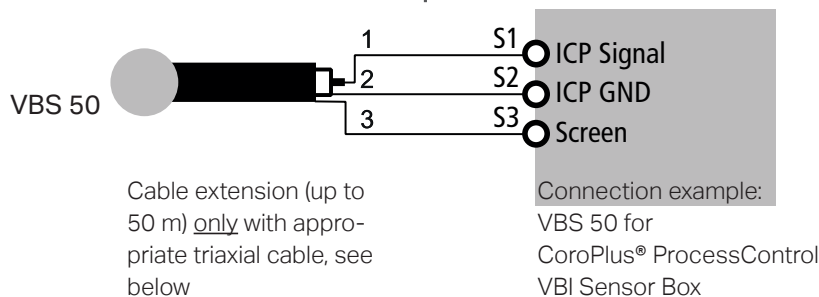 1 S1 ICP Signal
VBS 50 2 S2 ICP GND
3 S3 Screen
Cable extension (up to
50 m) only with appro-
priate triaxial cable, see
below
Connection example:
VBS 50 for
CoroPlus® ProcessControl
VBI Sensor Box